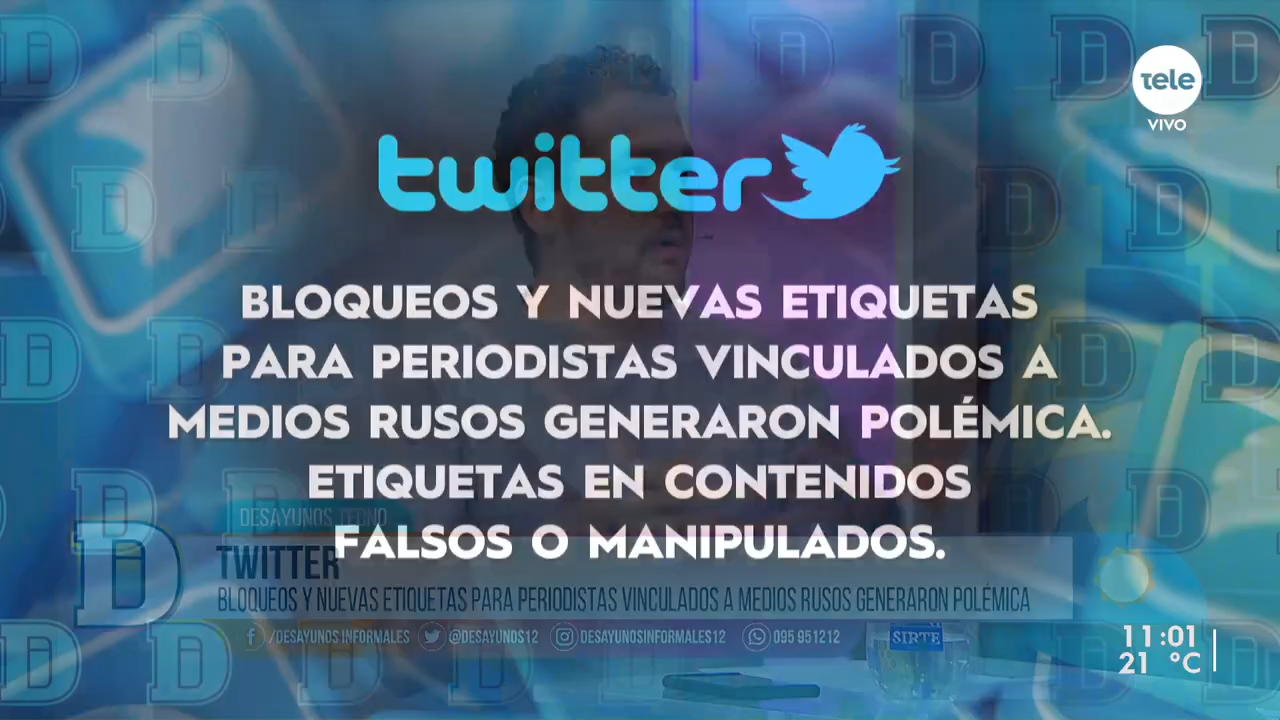 tele
VIVO
twitter
BLOQUEOS Y NUEVAS ETIQUETAS
PARA PERIODISTAS VINCULADOS A
MEDIOS RUSOS GENERARON POLÉMICA.
ETIQUETAS EN CONTENIDOS
FALSOS O MANIPULADOS.
DESAYUNOS TECNO
TWITTER
BLOQUEOS Y NUEVAS ETIQUETAS PARA PERIODISTAS VINCULADOS A MEDIOS RUSOS GENERARON POLÉMICA
/DESAYUNOS INFORMALES @DESAYUNOS12 DESAYUNOSINFORMALES12 095 951212
SIRTE
11:01
21 °C